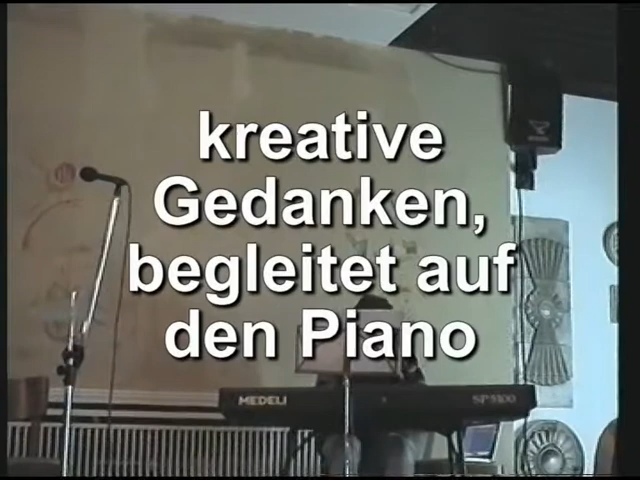 kreative
Gedanken,
begleitet auf
den Piano
MEDELI
SP5100